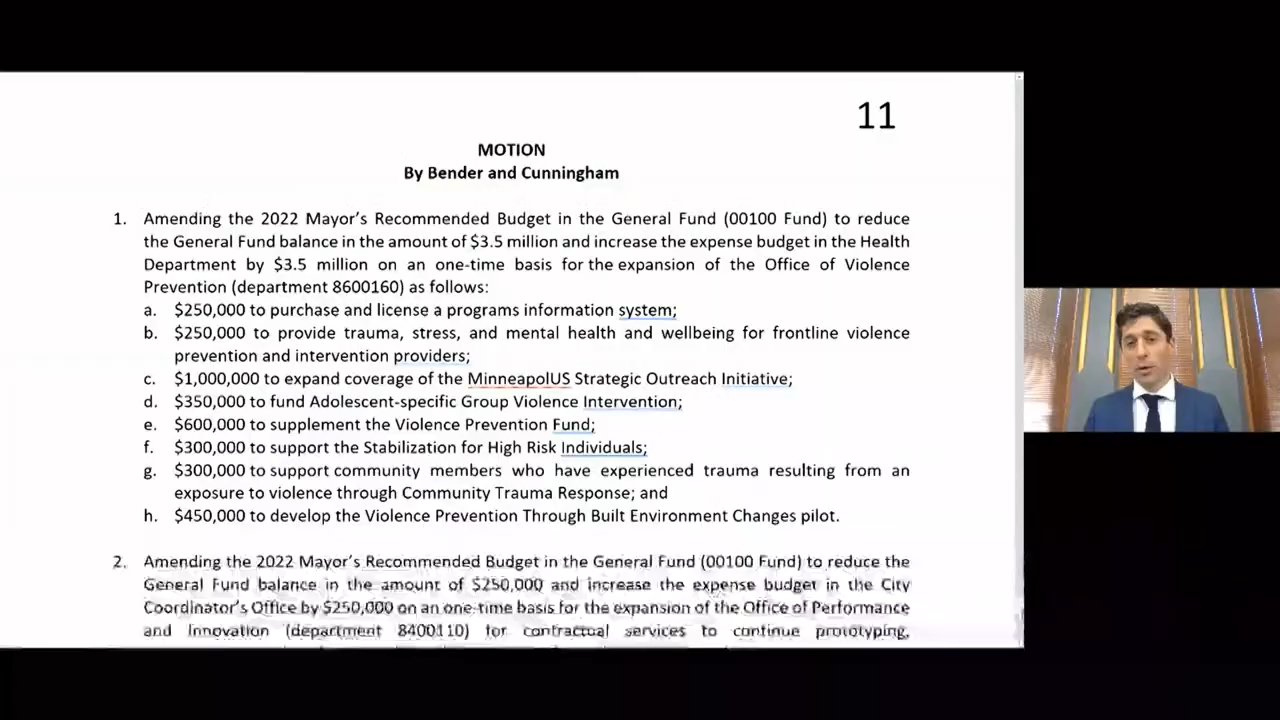 11
MOTION
By Bender and Cunningham
1. Amending the 2022 Mayor's Recommended Budget in the General Fund (00100 Fund) to reduce
the General Fund balance in the amount of $3.5 million and increase the expense budget in the Health
Department by $3.5 million on an one-time basis for the expansion of the Office of Violence
Prevention (department 8600160) as follows:
a. $250,000 to purchase and license a programs information system;
b. $250,000 to provide trauma, stress, and mental health and wellbeing for frontline violence
prevention and intervention providers;
c. $1,000,000 to expand coverage of the MinneapolUS Strategic Outreach Initiative;
d. $350,000 to fund Adolescent-specific Group Violence Intervention;
e. $600,000 to supplement the Violence Prevention Fund;
f. $300,000 to support the Stabilization for High Risk Individuals;
g. $300,000 to support community members who have experienced trauma resulting from an
exposure to violence through Community Trauma Response; and
h. $450,000 to develop the Violence Prevention Through Built Environment Changes pilot.
2. Amending the 2022 Mayor's Recommended Budget in the General Fund (00100 Fund) to reduce the
General Fund balance in the amount of $250,000 and increase the expense budget in the City
Coordinator's Office by $250,000 on an one-time basis for the expansion of the Office of Performance
and Innovation (department 8400110) for contractual services to continue prototyping,